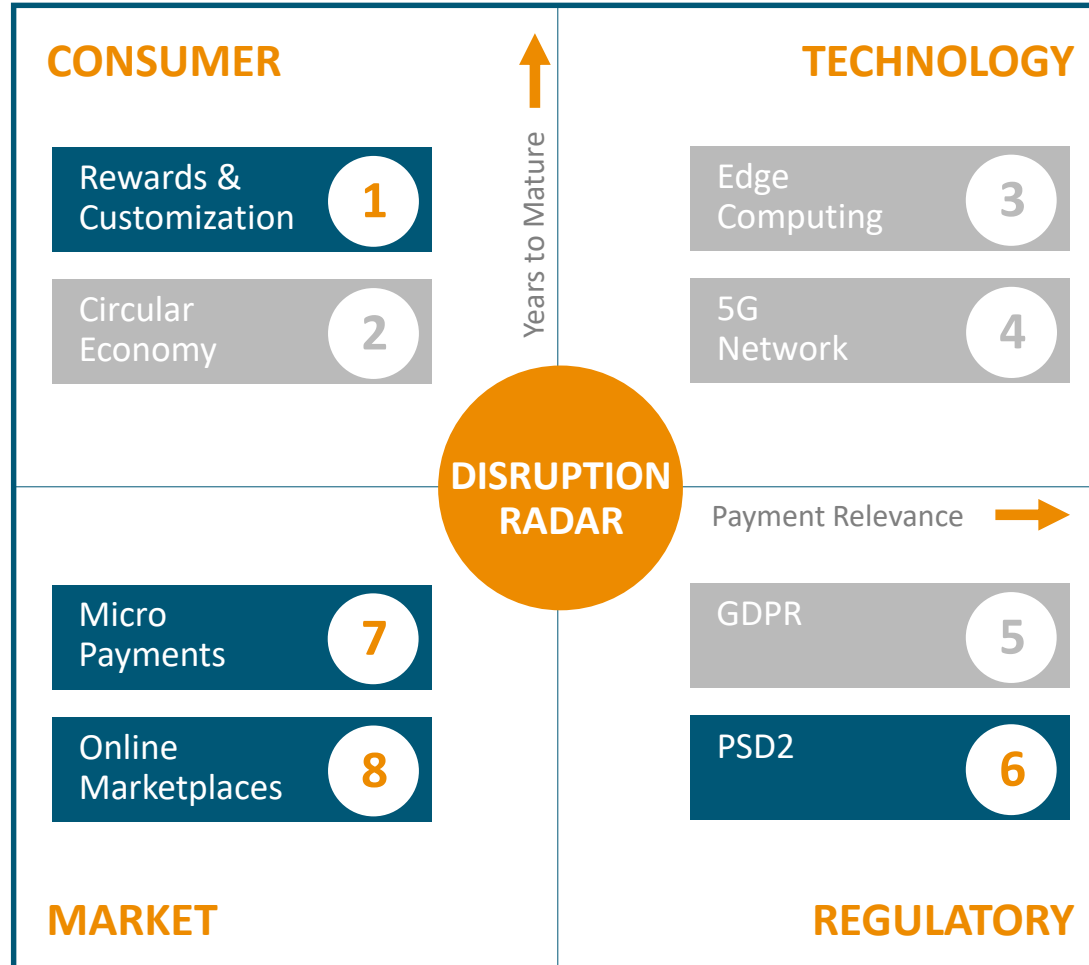 CONSUMER
TECHNOLOGY
Years to Mature
Rewards &
Customization
1
Circular
Economy
2
Edge
Computing
3
5G
Network
4
DISRUPTION
RADAR
Payment Relevance
Micro
Payments
7
Online
Marketplaces
8
GDPR
5
PSD2
6
MARKET
REGULATORY